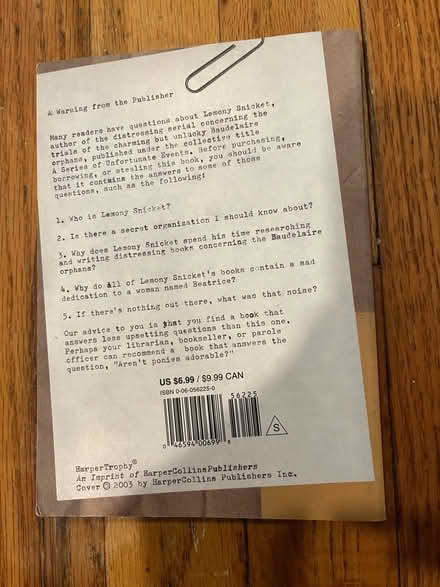 A Warning from the Publisher
Many readers have questions about Lemony Snicket,
author of the distressing serial concerning the
trials of the charming but unlucky Baudelaire
orphans, published under the collective title
A Series of Unfortunate Events. Before purchasing,
borrowing, or stealing this book, you should be aware
that it contains the answers to some of those
questions, such as the following:
1. Who is Lemony Snicket?
2. Is there a secret organization I should know about?
3. Why does Lemony Snicket spend his time researching
and writing distressing books concerning the Baudelaire
orphans?
4. Why do all of Lemony Snicket's books contain a sad
dedication to a woman named Beatrice?
5. If there's nothing out there, what was that noise?
Our advice to you is that you find a book that
answers less upsetting questions than this one.
Perhaps your librarian, bookseller, or parole
officer can recommend a book that answers the
question, "Aren't ponies adorable?"
US $6.99 / $9.99 CAN
ISBN 0-06-056225-0
56225
0 46594 00699 8
S
HarperTrophy®
An Imprint of HarperCollinsPublishers
Cover © 2003 by HarperCollins Publishers Inc.